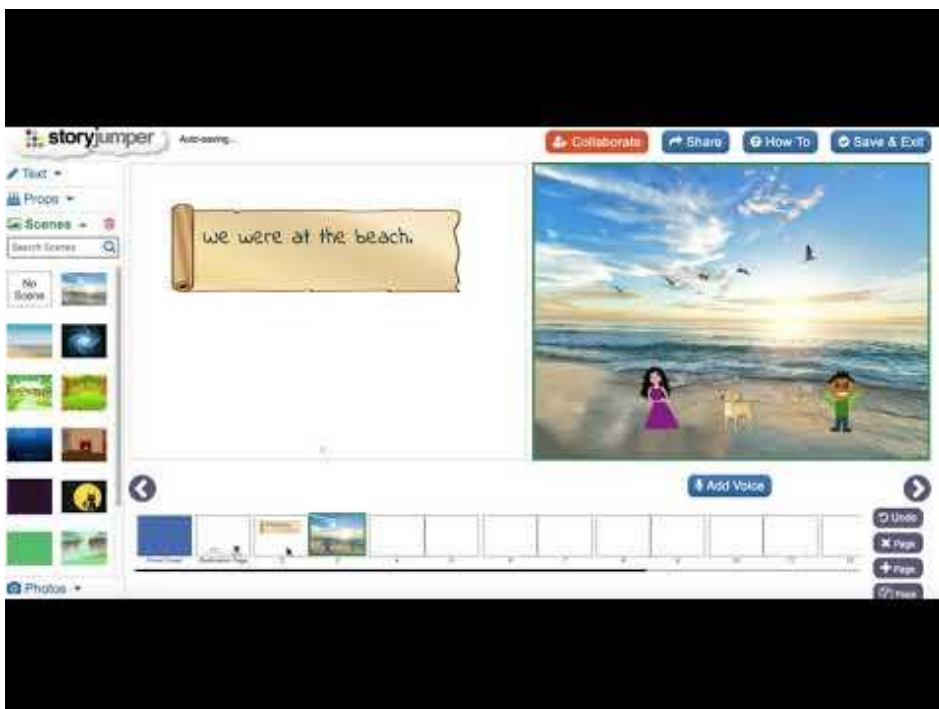 storyjumper
Auto-saving...
Collaborate
Share
How To
Save & Exit
Text
Props
Scenes
Search Scenes
No
Scene
we were at the beach.
Add Voice
Undo
Page
Page
Photos